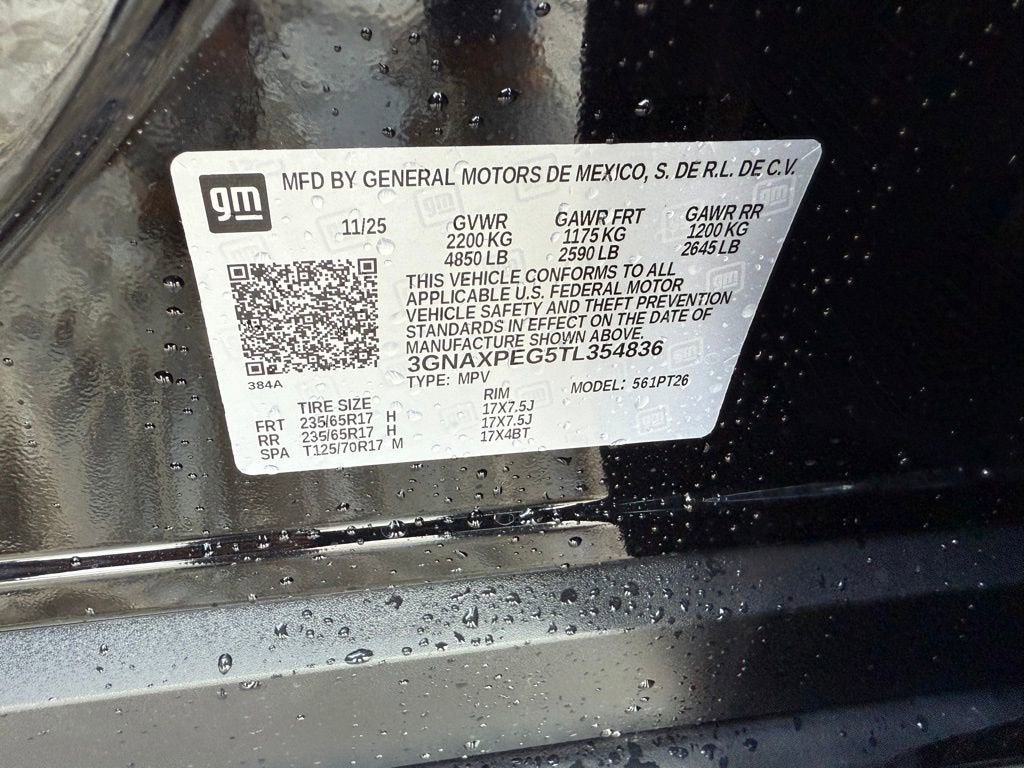 gm
MFD BY GENERAL MOTORS DE MEXICO, S. DE R.L. DE C.V.
11/25 GVWR GAWR FRT GAWR RR
2200 KG 1175 KG 1200 KG
4850 LB 2590 LB 2645 LB
THIS VEHICLE CONFORMS TO ALL
APPLICABLE U.S. FEDERAL MOTOR
VEHICLE SAFETY AND THEFT PREVENTION
STANDARDS IN EFFECT ON THE DATE OF
MANUFACTURE SHOWN ABOVE.
3GNAXPEG5TL354836
384A
TYPE: MPV MODEL: 561PT26
TIRE SIZE RIM
FRT 235/65R17 H 17X7.5J
RR 235/65R17 H 17X7.5J
SPA T125/70R17 M 17X4BT